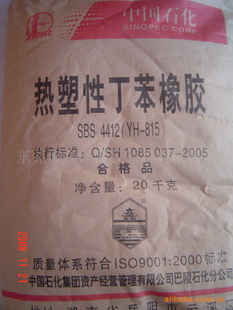 中国石化
SINOPEC
SINOPEC CORP
热塑性丁苯橡胶
SBS 4412(YH-815)
执行标准: Q/SH 1085 037-2005
合格品
净含量: 20千克
质量体系符合ISO9001:2000标准
中国石化集团资产经营管理有限公司巴陵石化分公司